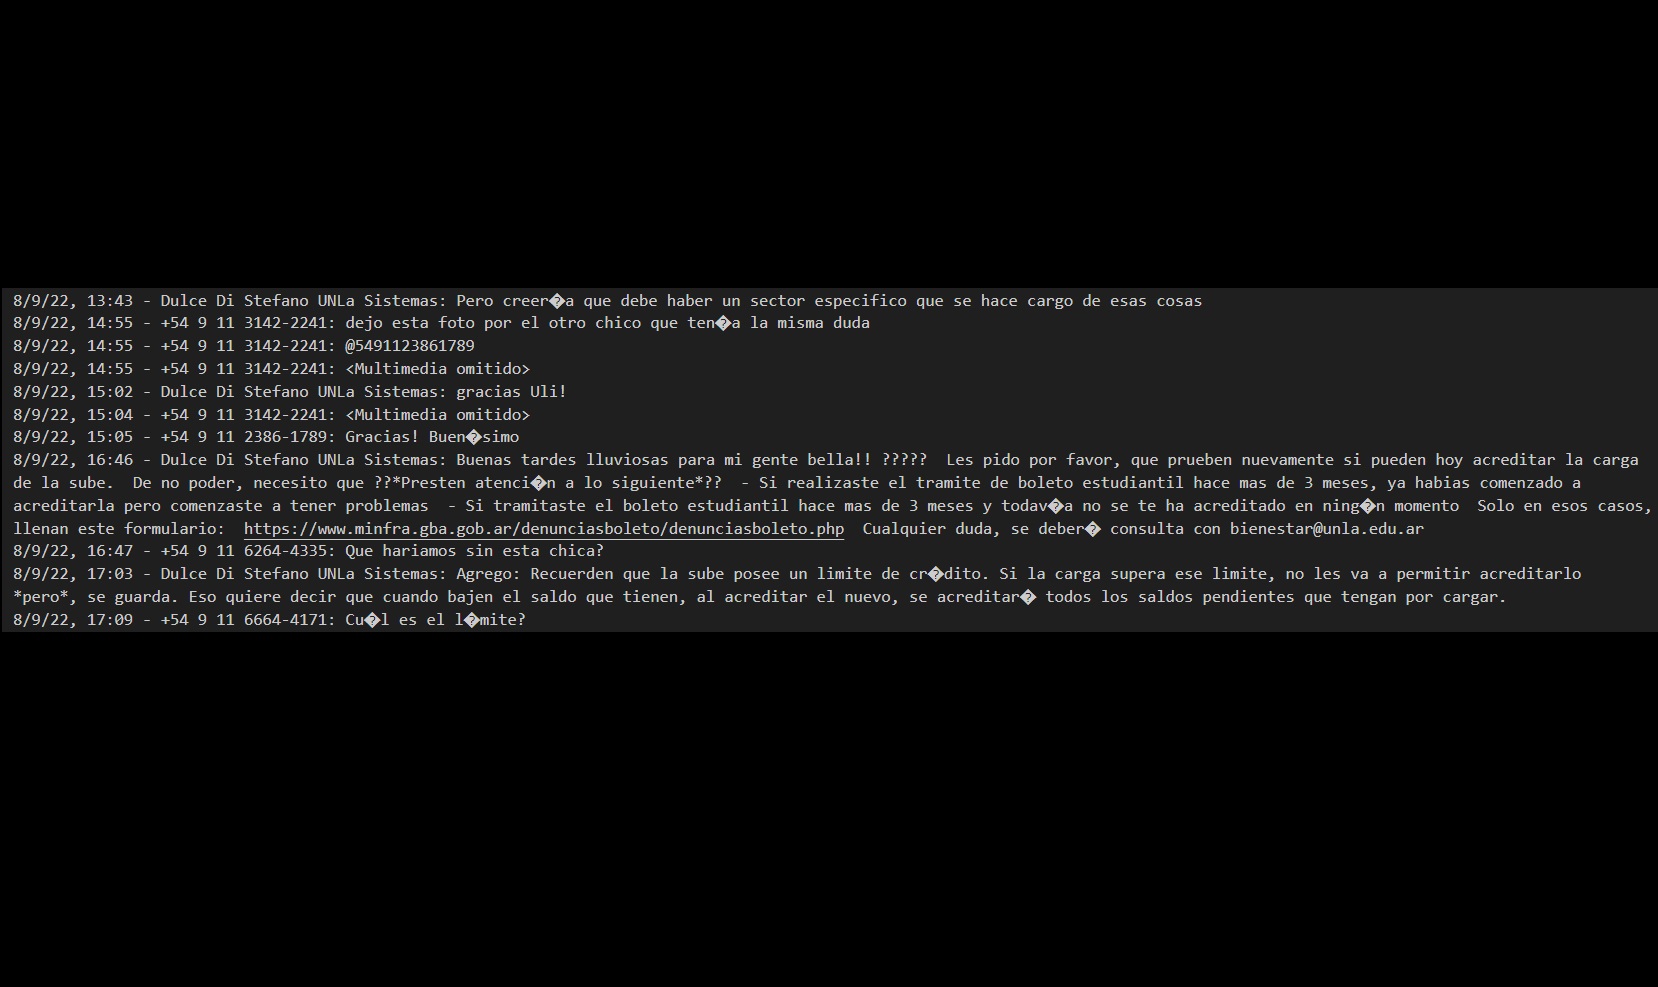 8/9/22, 13:43 - Dulce Di Stefano UNLa Sistemas: Pero creer�a que debe haber un sector especifico que se hace cargo de esas cosas
8/9/22, 14:55 - +54 9 11 3142-2241: dejo esta foto por el otro chico que ten�a la misma duda
8/9/22, 14:55 - +54 9 11 3142-2241: @5491123861789
8/9/22, 14:55 - +54 9 11 3142-2241: <Multimedia omitido>
8/9/22, 15:02 - Dulce Di Stefano UNLa Sistemas: gracias Uli!
8/9/22, 15:04 - +54 9 11 3142-2241: <Multimedia omitido>
8/9/22, 15:05 - +54 9 11 2386-1789: Gracias! Buen�simo
8/9/22, 16:46 - Dulce Di Stefano UNLa Sistemas: Buenas tardes lluviosas para mi gente bella!! ?????  Les pido por favor, que prueben nuevamente si pueden hoy acreditar la carga
de la sube.  De no poder, necesito que ??*Presten atenci�n a lo siguiente*??  - Si realizaste el tramite de boleto estudiantil hace mas de 3 meses, ya habias comenzado a
acreditarla pero comenzaste a tener problemas  - Si tramitaste el boleto estudiantil hace mas de 3 meses y todav�a no se te ha acreditado en ning�n momento  Solo en esos casos,
llenan este formulario:  https://www.minfra.gba.gob.ar/denunciasboleto/denunciasboleto.php  Cualquier duda, se deber� consulta con bienestar@unla.edu.ar
8/9/22, 16:47 - +54 9 11 6264-4335: Que hariamos sin esta chica?
8/9/22, 17:03 - Dulce Di Stefano UNLa Sistemas: Agrego: Recuerden que la sube posee un limite de cr�dito. Si la carga supera ese limite, no les va a permitir acreditarlo
*pero*, se guarda. Eso quiere decir que cuando bajen el saldo que tienen, al acreditar el nuevo, se acreditar� todos los saldos pendientes que tengan por cargar.
8/9/22, 17:09 - +54 9 11 6664-4171: Cu�l es el l�mite?